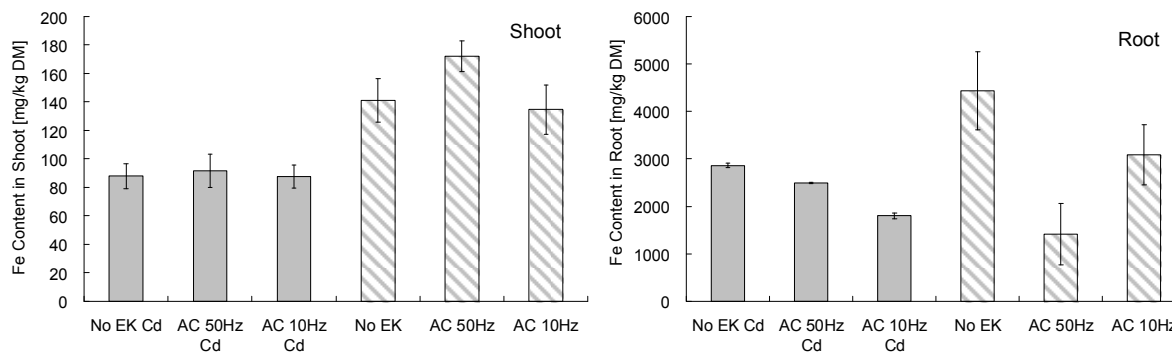 Shoot
Fe Content in Shoot [mg/kg DM]
200
180
160
140
120
100
80
60
40
20
0
No EK Cd
AC 50Hz
Cd
AC 10Hz
Cd
No EK
AC 50Hz
AC 10Hz
Root
Fe Content in Root [mg/kg DM]
6000
5000
4000
3000
2000
1000
0
No EK Cd
AC 50Hz
Cd
AC 10Hz
Cd
No EK
AC 50Hz
AC 10Hz